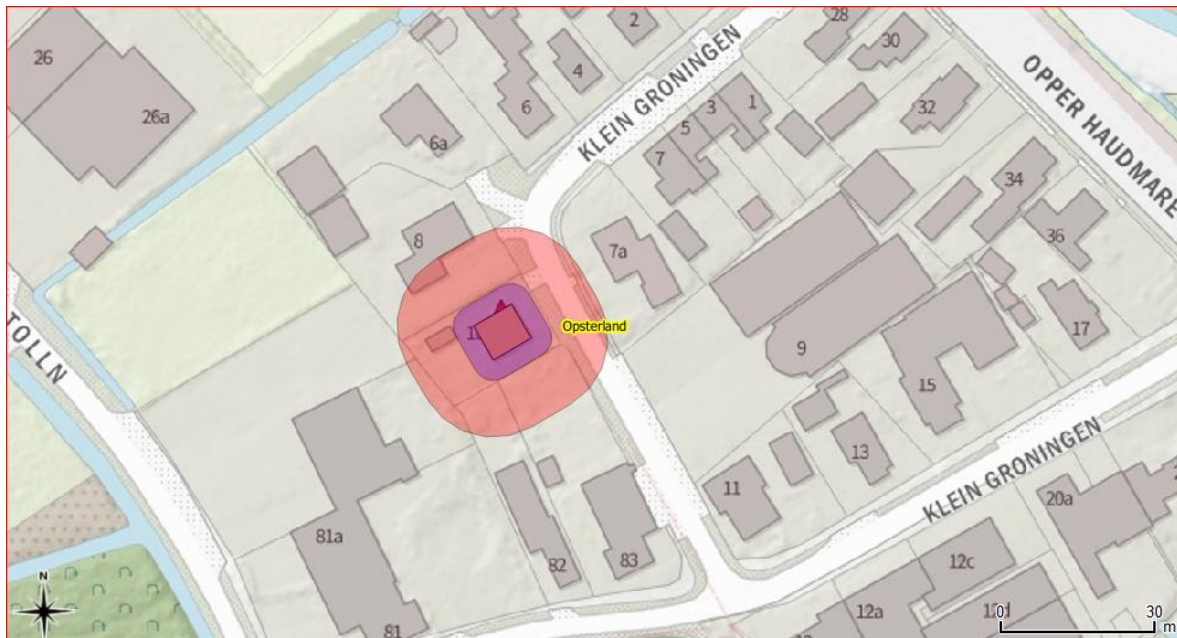 26
26a
6a
6
4
2
28
30
KLEIN GRONINGEN
OPPER HAUDMARE
7
5
3
1
32
34
36
8
7a
Opsterland
TOLLN
9
15
17
11
13
81a
82
83
81
KLEIN GRONINGEN
20a
12c
12a
N
0
30
m